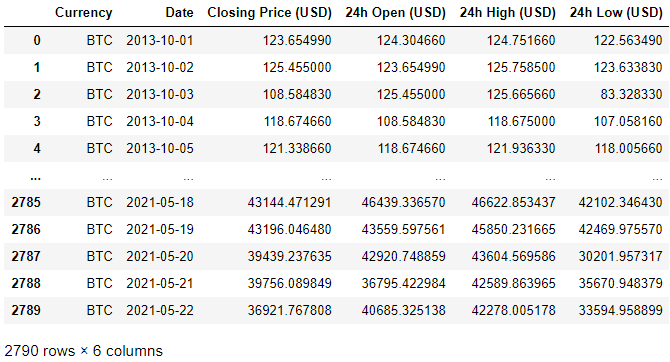 Currency Date Closing Price (USD) 24h Open (USD) 24h High (USD) 24h Low (USD)
0 BTC 2013-10-01 123.654990 124.304660 124.751660 122.563490
1 BTC 2013-10-02 125.455000 123.654990 125.758500 123.633830
2 BTC 2013-10-03 108.584830 125.455000 125.665660 83.328330
3 BTC 2013-10-04 118.674660 108.584830 118.675000 107.058160
4 BTC 2013-10-05 121.338660 118.674660 121.936330 118.005660
... ... ... ... ... ... ...
2785 BTC 2021-05-18 43144.471291 46439.336570 46622.853437 42102.346430
2786 BTC 2021-05-19 43196.046480 43559.597561 45850.231665 42469.975570
2787 BTC 2021-05-20 39439.237635 42920.748859 43604.569586 30201.957317
2788 BTC 2021-05-21 39756.089849 36795.422984 42589.863965 35670.948379
2789 BTC 2021-05-22 36921.767808 40685.325138 42278.005178 33594.958899
2790 rows × 6 columns